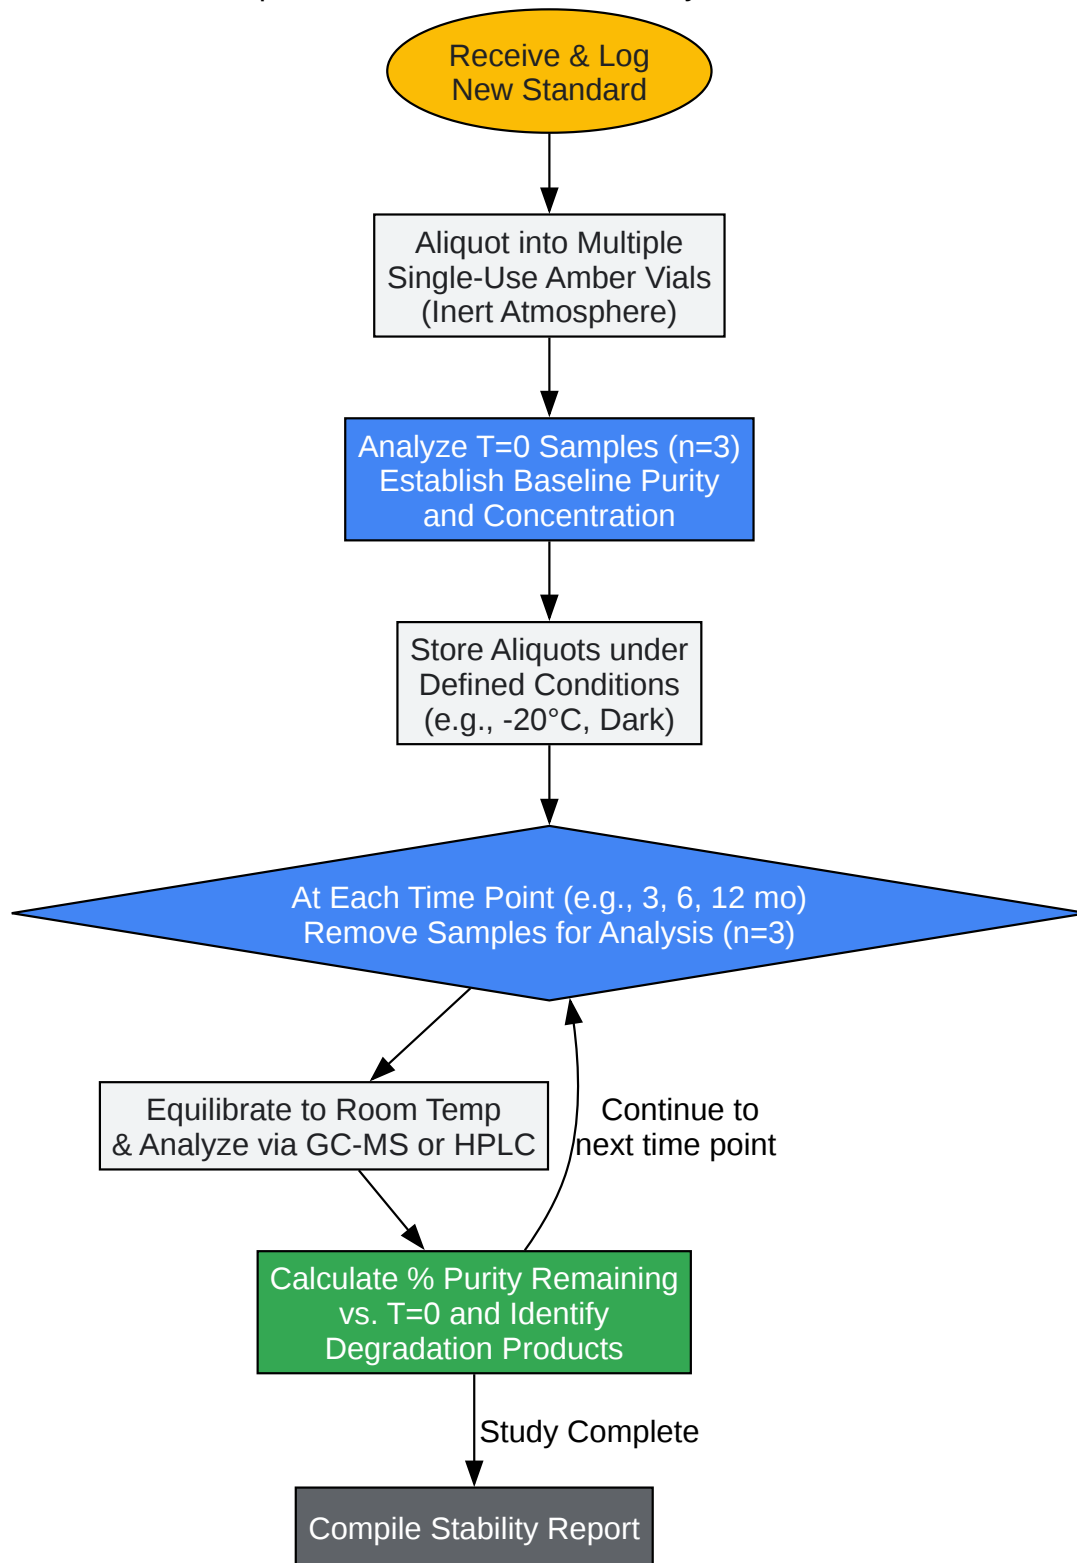 Receive & Log
New Standard
Aliquot into Multiple
Single-Use Amber Vials
(Inert Atmosphere)
Analyze T=0 Samples (n=3)
Establish Baseline Purity
and Concentration
Store Aliquots under
Defined Conditions
(e.g., -20°C, Dark)
At Each Time Point (e.g., 3, 6, 12 mo)
Remove Samples for Analysis (n=3)
Equilibrate to Room Temp
& Analyze via GC-MS or HPLC
Continue to
next time point
Calculate % Purity Remaining
vs. T=0 and Identify
Degradation Products
Study Complete
Compile Stability Report